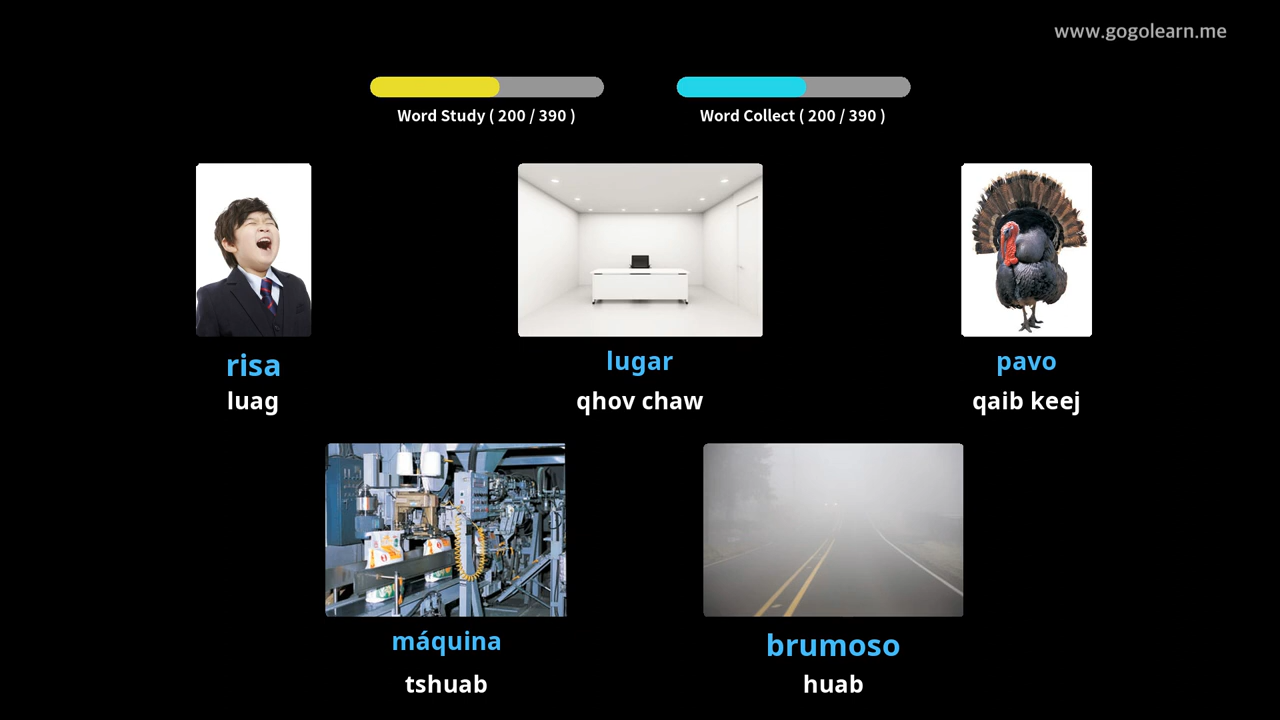 www.gogolearn.me
Word Study ( 200 / 390 )
Word Collect ( 200 / 390 )
risa
luag
lugar
qhov chaw
pavo
qaib keej
máquina
tshuab
brumoso
huab